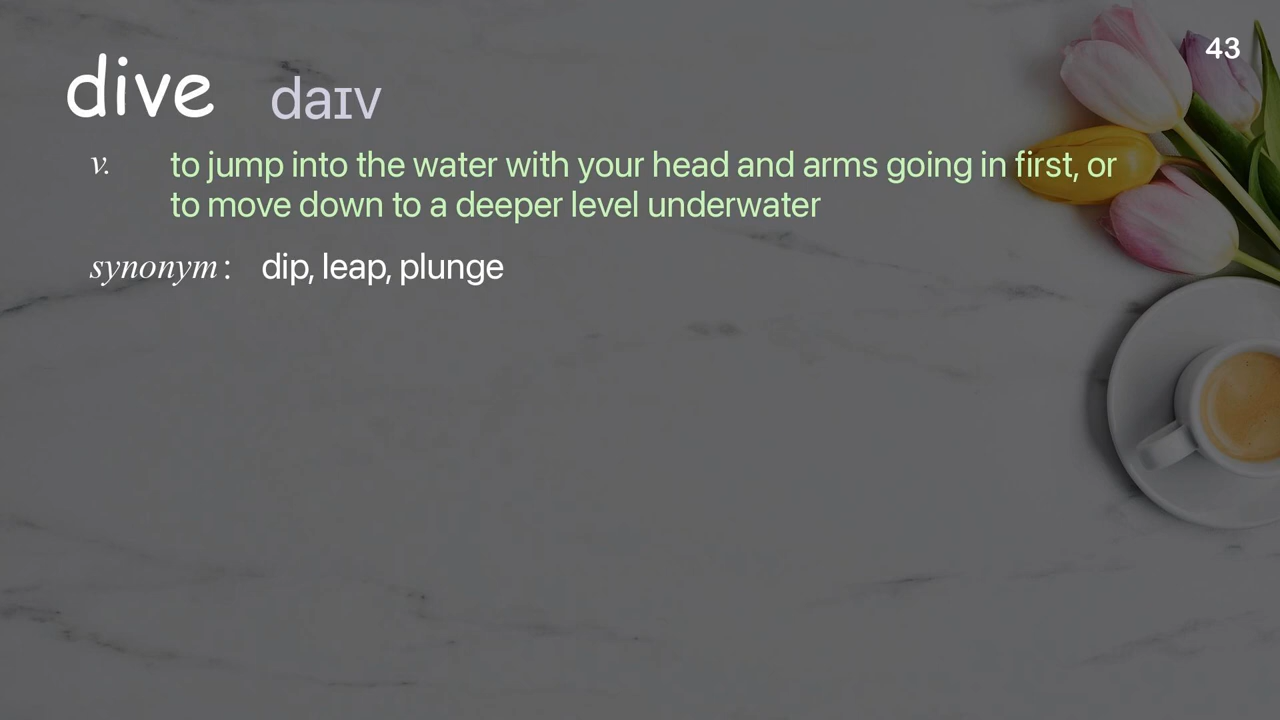 43
dive daɪv
v. to jump into the water with your head and arms going in first, or
to move down to a deeper level underwater
synonym: dip, leap, plunge